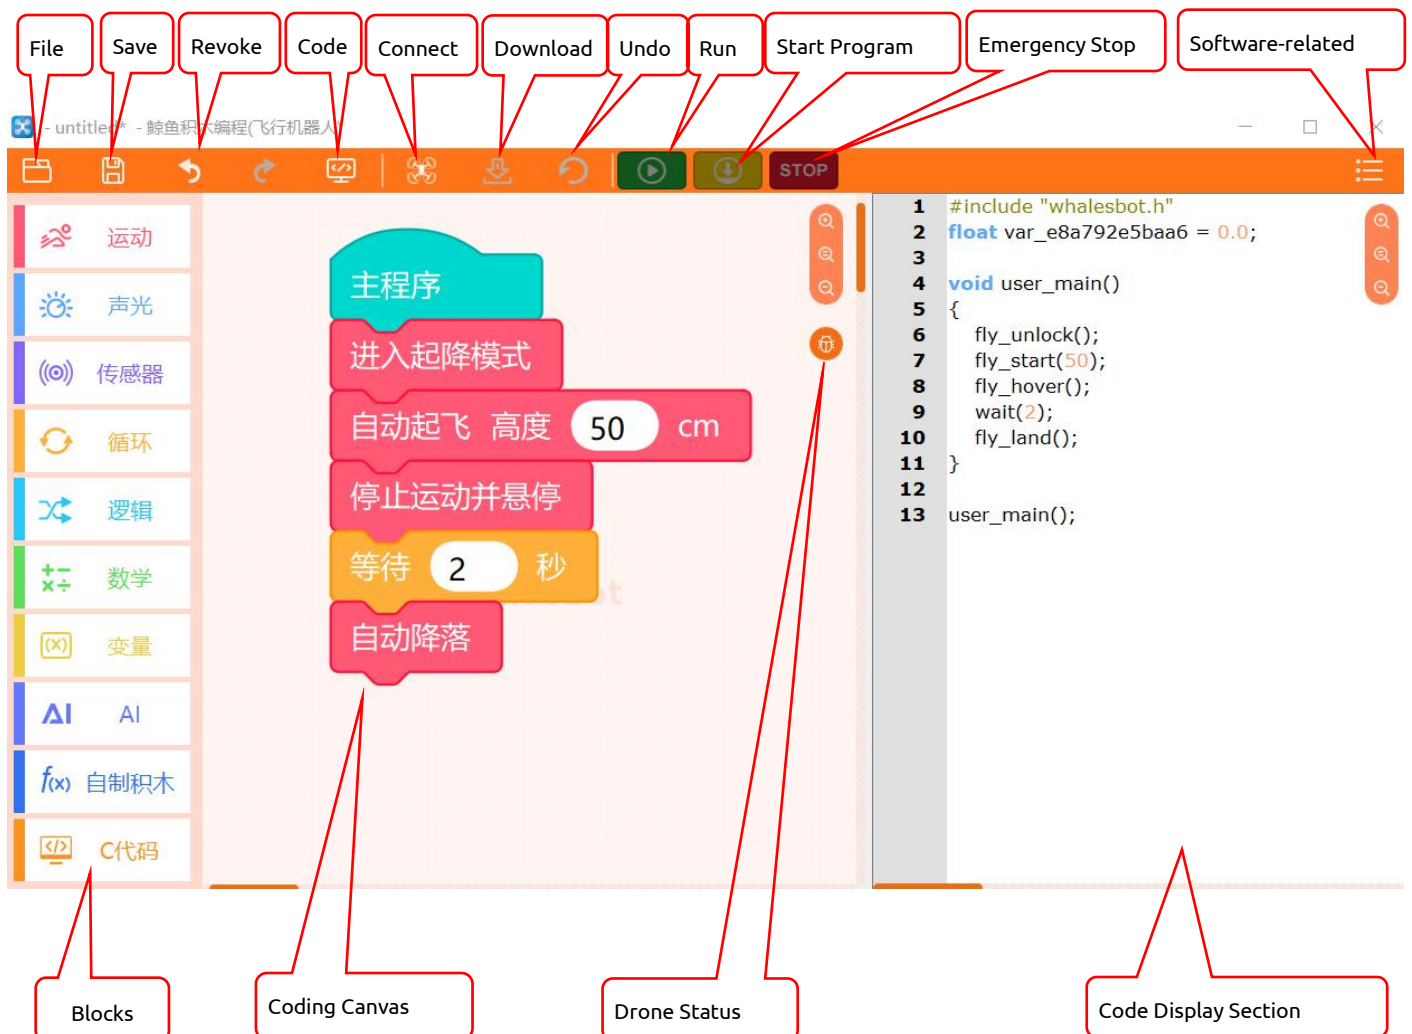 File
Save
Revoke
Code
Connect
Download
Undo
Run
Start Program
Emergency Stop
Software-related
- untitled* - 鲸鱼积木编程(飞行机器人)
STOP
运动
声光
传感器
循环
逻辑
数学
变量
AI AI
f(x) 自制积木
C代码
主程序
进入起降模式
自动起飞 高度 50 cm
停止运动并悬停
等待 2 秒
自动降落
1 #include "whalesbot.h"
2 float var_e8a792e5baa6 = 0.0;
3
4 void user_main()
5 {
6 fly_unlock();
7 fly_start(50);
8 fly_hover();
9 wait(2);
10 fly_land();
11 }
12
13 user_main();
Blocks
Coding Canvas
Drone Status
Code Display Section